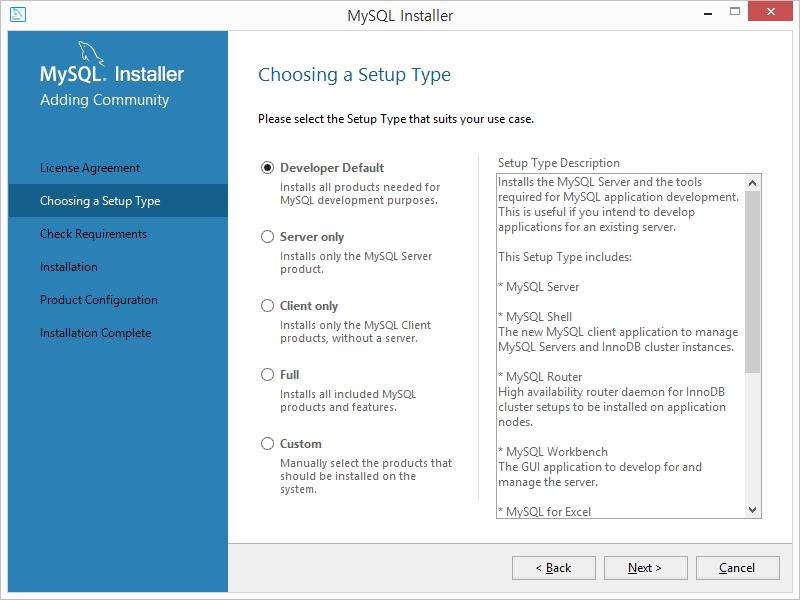 MySQL Installer
MySQL. Installer
Adding Community
License Agreement
Choosing a Setup Type
Check Requirements
Installation
Product Configuration
Installation Complete
Choosing a Setup Type
Please select the Setup Type that suits your use case.
Developer Default
Installs all products needed for
MySQL development purposes.
Server only
Installs only the MySQL Server
product.
Client only
Installs only the MySQL Client
products, without a server.
Full
Installs all included MySQL
products and features.
Custom
Manually select the products that
should be installed on the
system.
Setup Type Description
Installs the MySQL Server and the tools
required for MySQL application development.
This is useful if you intend to develop
applications for an existing server.
This Setup Type includes:
* MySQL Server
* MySQL Shell
The new MySQL client application to manage
MySQL Servers and InnoDB cluster instances.
* MySQL Router
High availability router daemon for InnoDB
cluster setups to be installed on application
nodes.
* MySQL Workbench
The GUI application to develop for and
manage the server.
* MySQL for Excel
< Back
Next >
Cancel